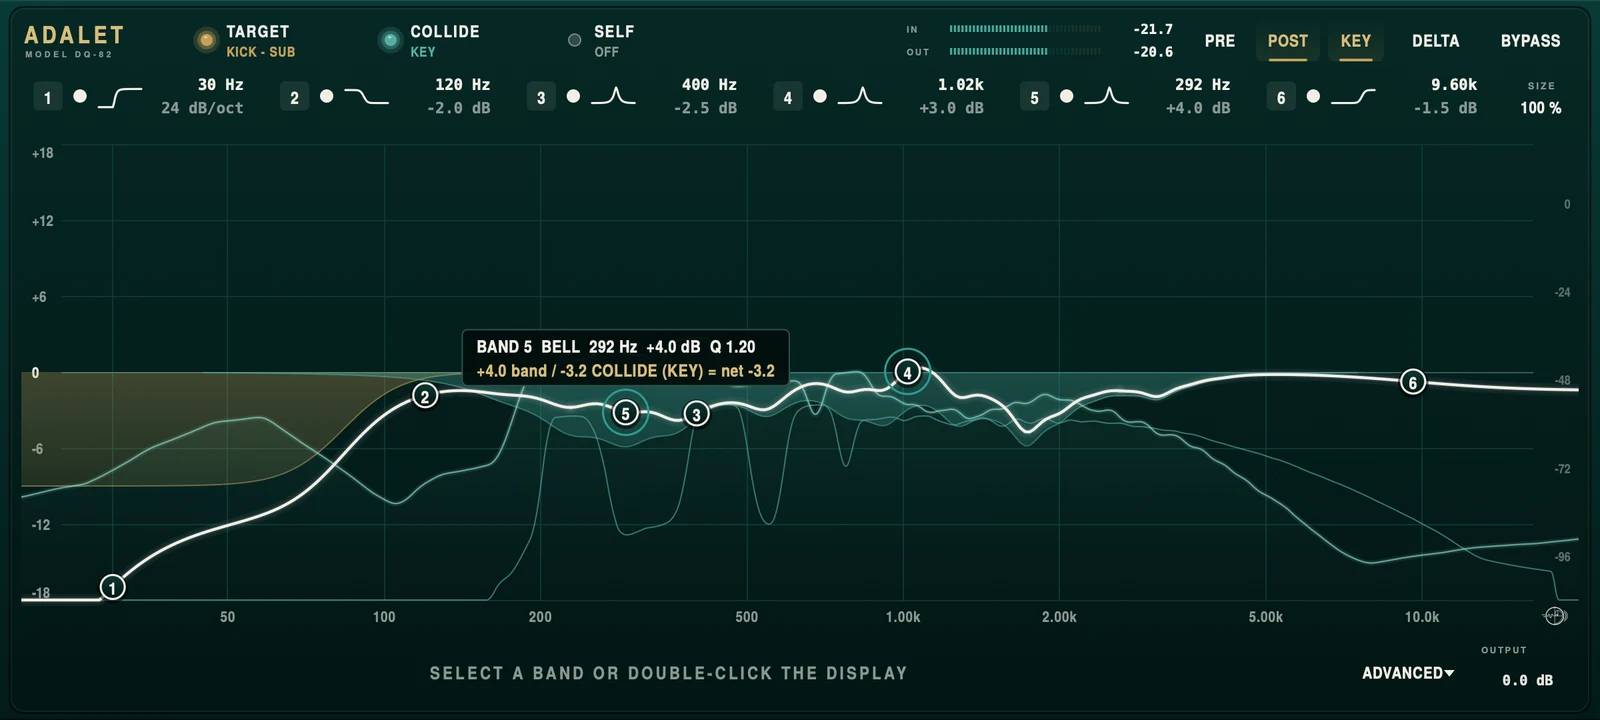 ADALET
MODEL DQ-82
TARGET
KICK - SUB
COLLIDE
KEY
SELF
OFF
IN
-21.7
OUT
-20.6
PRE
POST
KEY
DELTA
BYPASS
1
30 Hz
24 dB/oct
2
120 Hz
-2.0 dB
3
400 Hz
-2.5 dB
4
1.02k
+3.0 dB
5
292 Hz
+4.0 dB
6
9.60k
-1.5 dB
SIZE
100 %
+18
+12
+6
0
-6
-12
-18
0
-24
-48
-72
-96
BAND 5 BELL 292 Hz +4.0 dB Q 1.20
+4.0 band / -3.2 COLLIDE (KEY) = net -3.2
1
2
5
3
4
6
50
100
200
500
1.00k
2.00k
5.00k
10.0k
SELECT A BAND OR DOUBLE-CLICK THE DISPLAY
ADVANCED
OUTPUT
0.0 dB